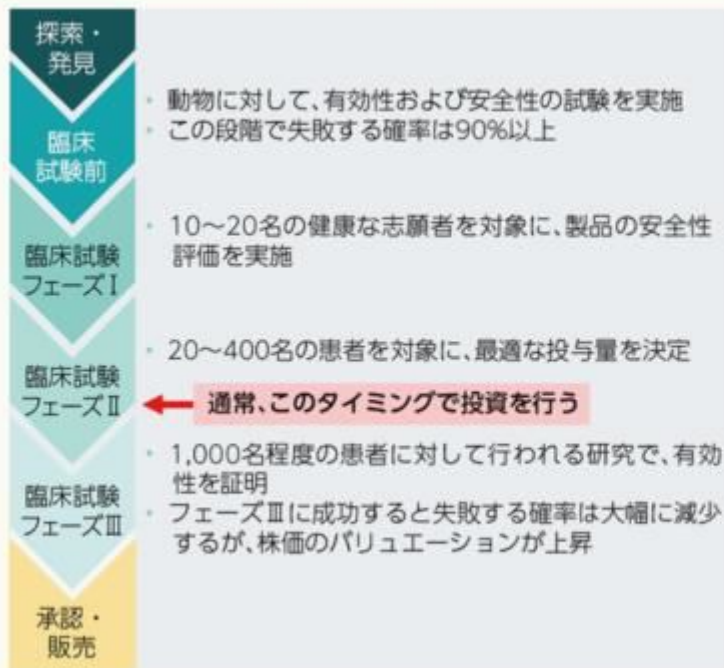 探索・
発見
・ 動物に対して、有効性および安全性の試験を実施
・ この段階で失敗する確率は90%以上
臨床
試験前
・ 10～20名の健康な志願者を対象に、製品の安全性
評価を実施
臨床試験
フェーズⅠ
・ 20～400名の患者を対象に、最適な投与量を決定
臨床試験
フェーズⅡ
通常、このタイミングで投資を行う
・ 1,000名程度の患者に対して行われる研究で、有効
性を証明
・ フェーズⅢに成功すると失敗する確率は大幅に減少
するが、株価のバリュエーションが上昇
臨床試験
フェーズⅢ
承認・
販売